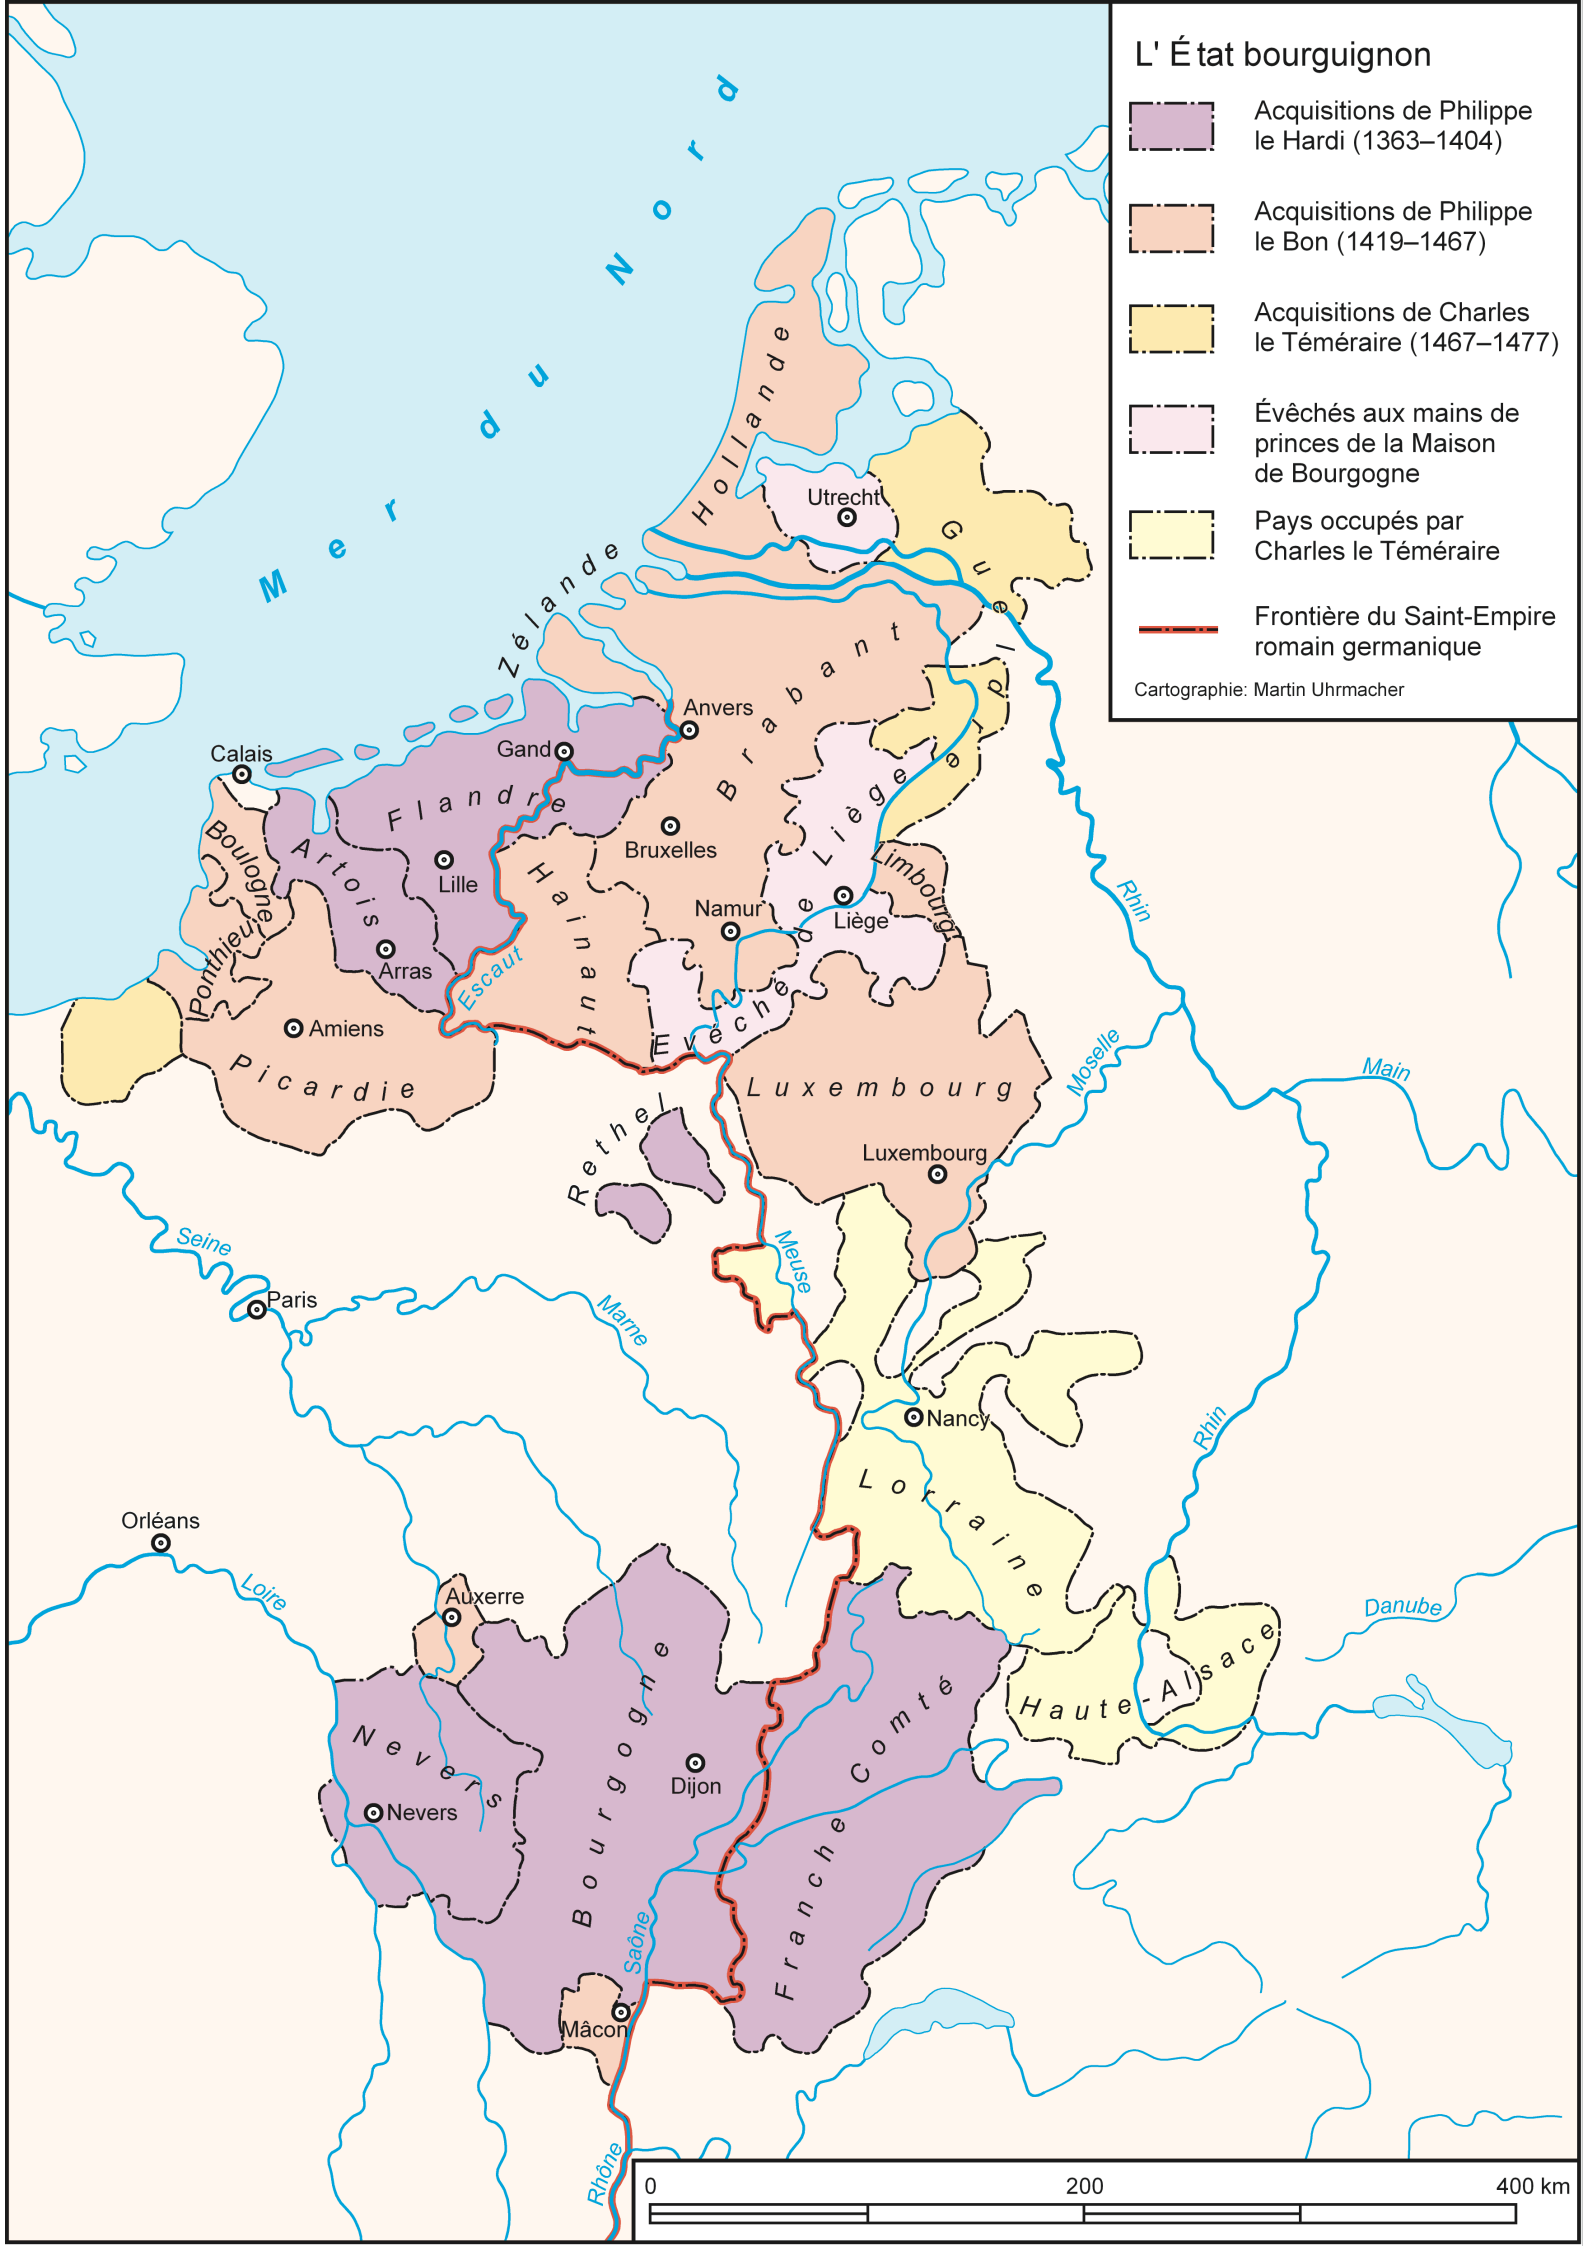 L' État bourguignon
Acquisitions de Philippe
le Hardi (1363–1404)
Acquisitions de Philippe
le Bon (1419–1467)
Acquisitions de Charles
le Téméraire (1467–1477)
Évêchés aux mains de
princes de la Maison
de Bourgogne
Pays occupés par
Charles le Téméraire
Frontière du Saint-Empire
romain germanique
Cartographie: Martin Uhrmacher
Mer du Nord
Hollande
Utrecht
Gueldre
Zélande
Brabant
Anvers
Gand
Calais
Flandre
Boulogne
Artois
Lille
Bruxelles
Hainaut
Limbourg
Namur
Liège
Evêché de Liège
Rhin
Ponthieu
Arras
Escaut
Amiens
Picardie
Luxembourg
Moselle
Main
Rethel
Luxembourg
Seine
Meuse
Paris
Marne
Nancy
Rhin
Lorraine
Orléans
Loire
Auxerre
Danube
Haute-Alsace
Nevers
Bourgogne
Franche Comté
Dijon
Nevers
Saône
Mâcon
Rhône
0
200
400 km